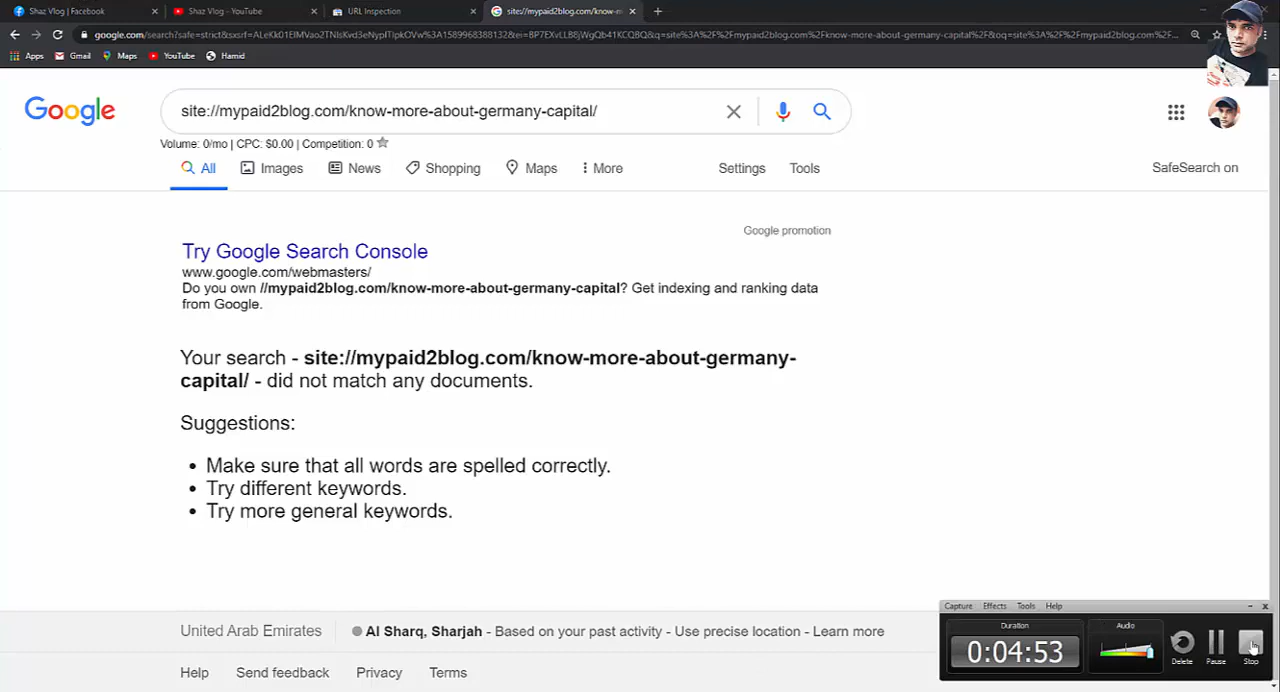 Shaz Vlog | Facebook
Shaz Vlog - YouTube
URL Inspection
site://mypaid2blog.com/know-m
Apps
Gmail
Maps
YouTube
Hamid
Google
site://mypaid2blog.com/know-more-about-germany-capital/
Volume: 0/mo | CPC: $0.00 | Competition: 0
All
Images
News
Shopping
Maps
More
Settings
Tools
SafeSearch on
Google promotion
Try Google Search Console
www.google.com/webmasters/
Do you own //mypaid2blog.com/know-more-about-germany-capital? Get indexing and ranking data
from Google.
Your search - site://mypaid2blog.com/know-more-about-germany-
capital/ - did not match any documents.
Suggestions:
Make sure that all words are spelled correctly.
Try different keywords.
Try more general keywords.
Capture Effects Tools Help
Duration
Audio
0:04:53
Delete
Pause
Stop
United Arab Emirates
Al Sharq, Sharjah - Based on your past activity - Use precise location - Learn more
Help
Send feedback
Privacy
Terms